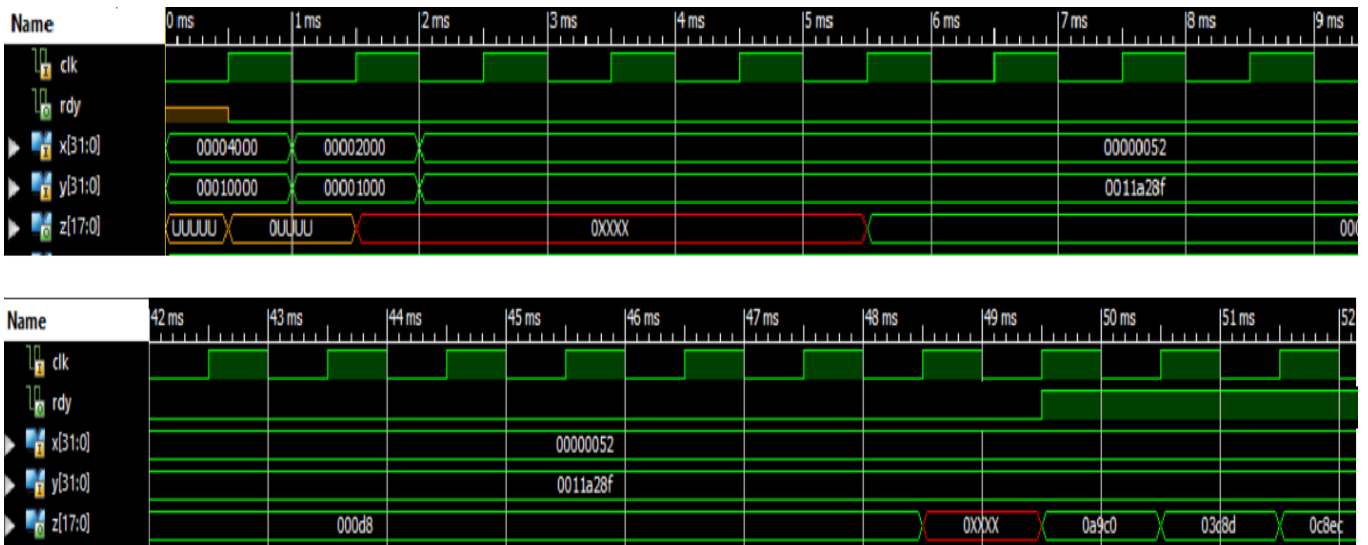 Name 0 ms 1 ms 2 ms 3 ms 4 ms 5 ms 6 ms 7 ms 8 ms 9 ms
clk
rdy
x[31:0] 00004000 00002000 00000052
y[31:0] 00010000 00001000 0011a28f
z[17:0] UUUUU 0UUUU 0XXXX 000
Name 42 ms 43 ms 44 ms 45 ms 46 ms 47 ms 48 ms 49 ms 50 ms 51 ms 52
clk
rdy
x[31:0] 00000052
y[31:0] 0011a28f
z[17:0] 000d8 0XXXX 0a9c0 03c8d 0c8ec